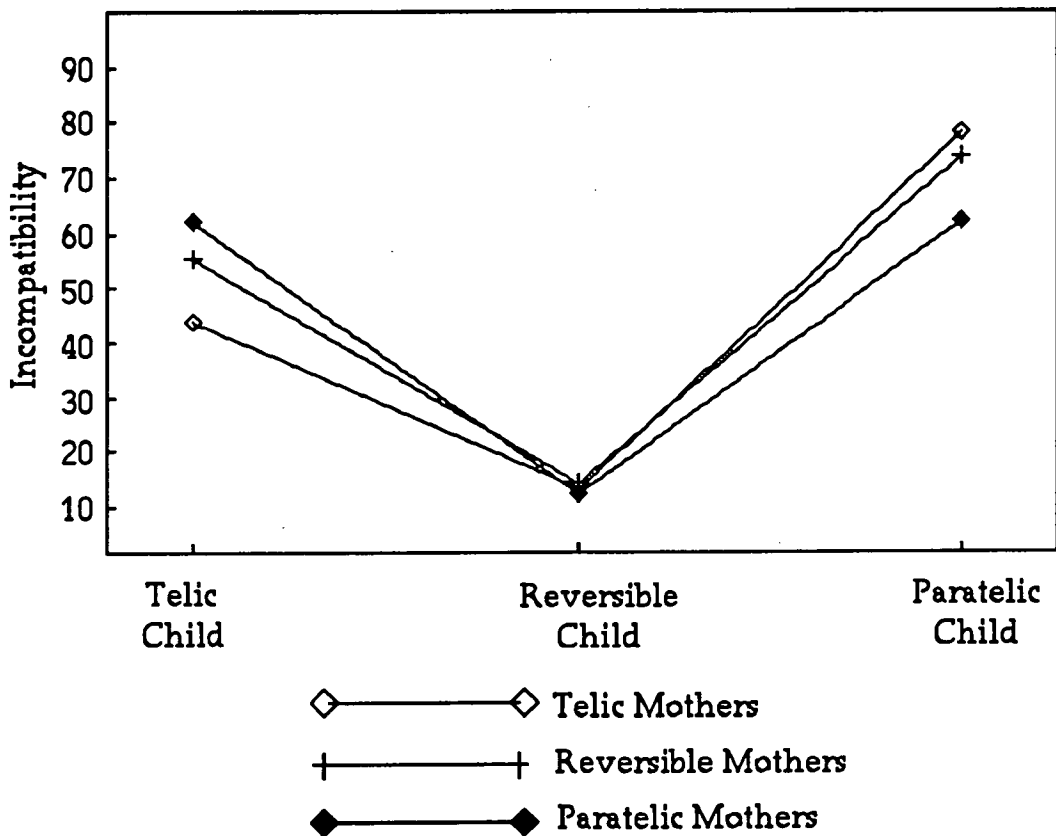 90
80
70
60
50
40
30
20
10
Incompatibility
Telic
Child
Reversible
Child
Paratelic
Child
Telic Mothers
Reversible Mothers
Paratelic Mothers